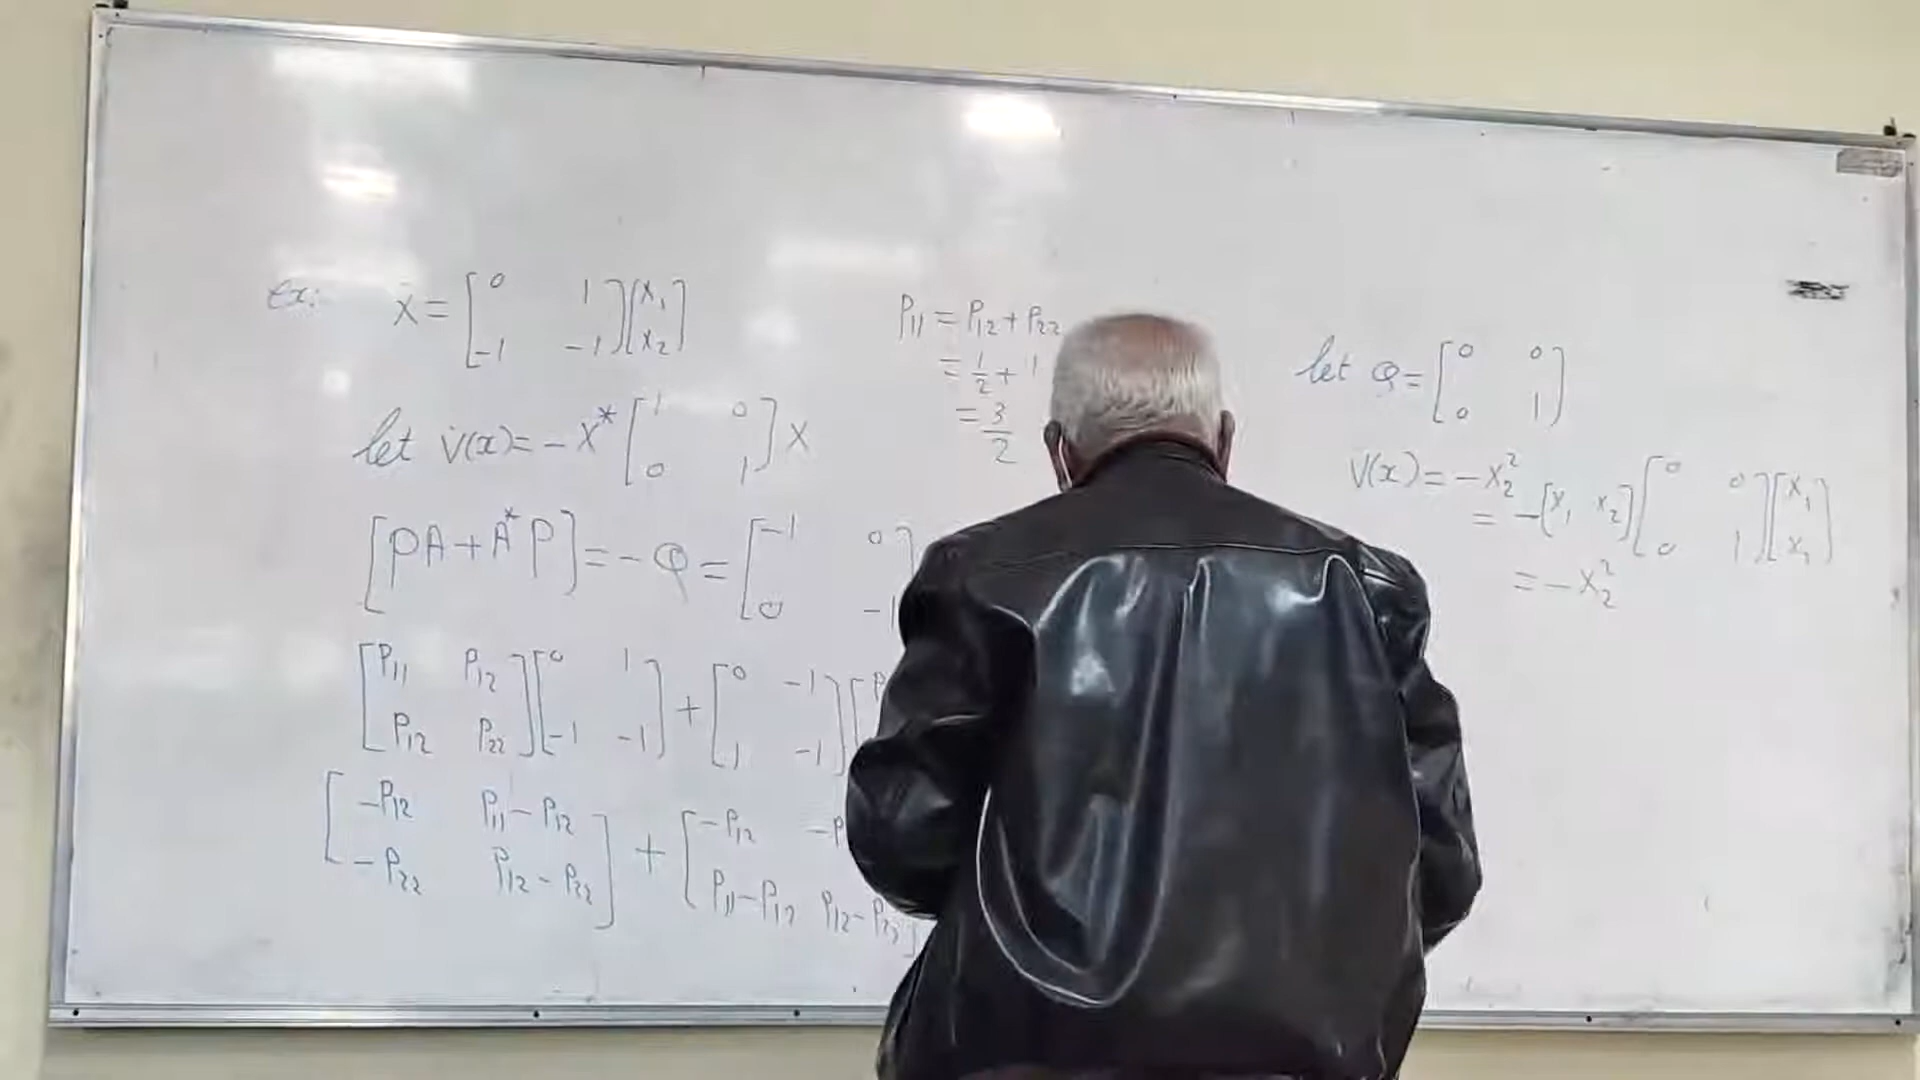 ex: ẋ = [0 1; -1 -1] [x₁; x₂]
let v̇(x) = -x* [1 0; 0 1] x
[PA + A*P] = -Q = [-1 0; 0 -1
[P₁₁ P₁₂; P₁₂ P₂₂] [0 1; -1 -1] + [0 -1; 1 -1] [P
[-P₁₂ P₁₁-P₁₂; -P₂₂ P₁₂-P₂₂] + [-P₁₂ -P; P₁₁-P₁₂ P₁₂-P₂₂]
P₁₁ = P₁₂ + P₂₂
= 1/2 + 1
= 3/2
let Q = [0 0; 0 1]
V̇(x) = -x₂²
= -[x₁ x₂] [0 0; 0 1] [x₁; x₁]
= -x₂²